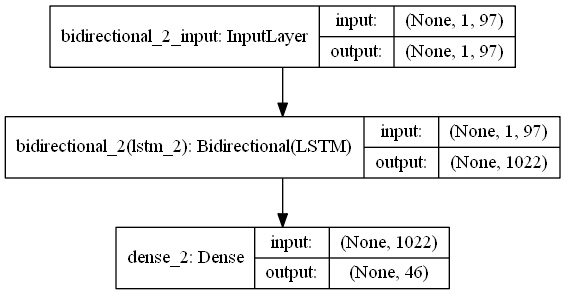 bidirectional_2_input: InputLayer
input: (None, 1, 97)
output: (None, 1, 97)
bidirectional_2(lstm_2): Bidirectional(LSTM)
input: (None, 1, 97)
output: (None, 1022)
dense_2: Dense
input: (None, 1022)
output: (None, 46)